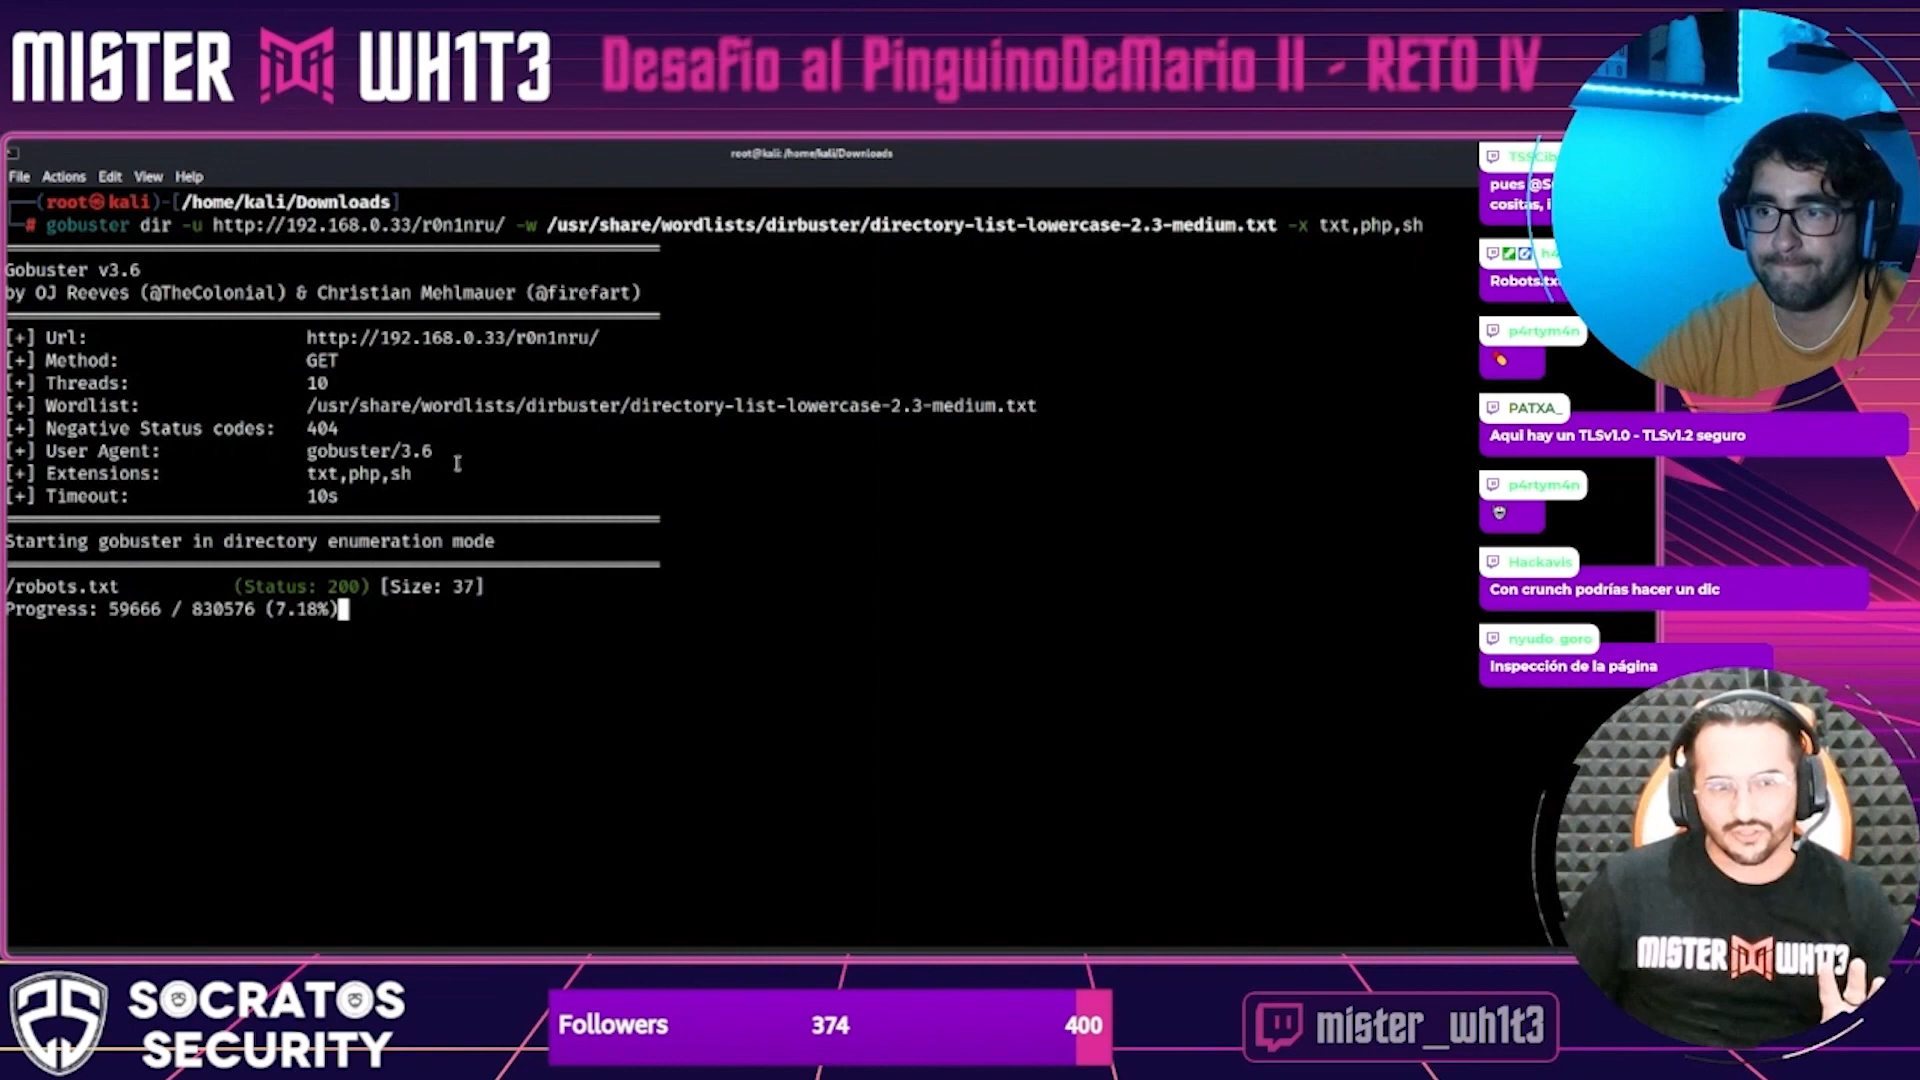 MISTER WH1T3
Desafío al PinguinoDeMario II - RETO IV
root@kali: /home/kali/Downloads
File Actions Edit View Help
(root㉿kali)-[/home/kali/Downloads]
# gobuster dir -u http://192.168.0.33/r0n1nru/ -w /usr/share/wordlists/dirbuster/directory-list-lowercase-2.3-medium.txt -x txt,php,sh
Gobuster v3.6
by OJ Reeves (@TheColonial) & Christian Mehlmauer (@firefart)
[+] Url: http://192.168.0.33/r0n1nru/
[+] Method: GET
[+] Threads: 10
[+] Wordlist: /usr/share/wordlists/dirbuster/directory-list-lowercase-2.3-medium.txt
[+] Negative Status codes: 404
[+] User Agent: gobuster/3.6
[+] Extensions: txt,php,sh
[+] Timeout: 10s
Starting gobuster in directory enumeration mode
/robots.txt (Status: 200) [Size: 37]
Progress: 59666 / 830576 (7.18%)
pues
cositas,
p4rtym4n
PATXA_
Aqui hay un TLSv1.0 - TLSv1.2 seguro
p4rtym4n
Hackavis
Con crunch podrías hacer un dic
nyudo_goro
Inspección de la página
MISTER WH1T3
SOCRATOS
SECURITY
Followers 374 400
mister_wh1t3